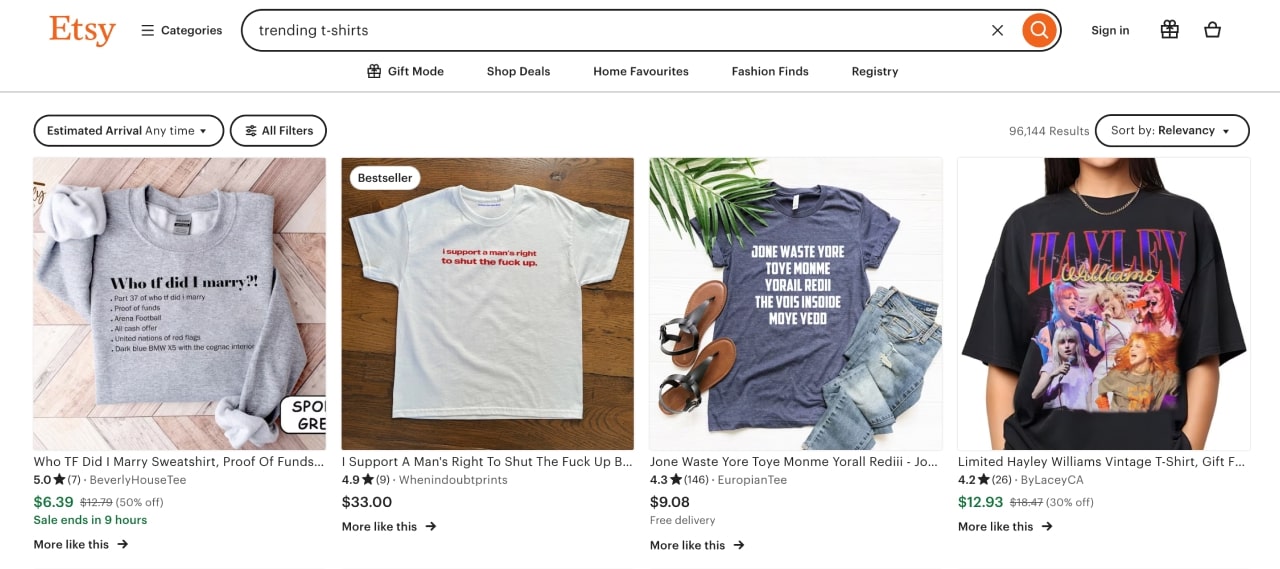 Etsy
Categories
trending t-shirts
Sign in
Gift Mode
Shop Deals
Home Favourites
Fashion Finds
Registry
Estimated Arrival Any time
All Filters
96,144 Results
Sort by: Relevancy
Who tf did I marry?!
. Part 37 of who tf did i marry
. Proof of funds
. Arena Football
. All cash offer
. United nations of red flags
. Dark blue BMW X5 with the cognac interior
SPO
GRE
Who TF Did I Marry Sweatshirt, Proof Of Funds...
5.0 ★ (7) · BeverlyHouseTee
$6.39 $12.79 (50% off)
Sale ends in 9 hours
More like this →
Bestseller
i support a man's right
to shut the fuck up.
I Support A Man's Right To Shut The Fuck Up B...
4.9 ★ (9) · Whenindoubtprints
$33.00
More like this →
JONE WASTE YORE
TOYE MONME
YORAIL REDII
THE VOIS INSOIDE
MOYE YEDD
Jone Waste Yore Toye Monme Yorall Rediii - Jo...
4.3 ★ (146) · EuropianTee
$9.08
Free delivery
More like this →
HAYLEY
Williams
Limited Hayley Williams Vintage T-Shirt, Gift F...
4.2 ★ (26) · ByLaceyCA
$12.93 $18.47 (30% off)
More like this →